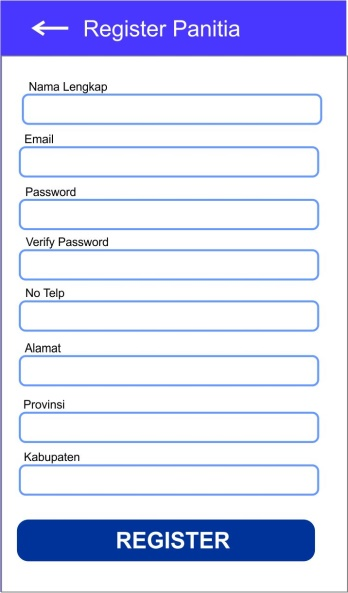 Register Panitia
Nama Lengkap
Email
Password
Verify Password
No Telp
Alamat
Provinsi
Kabupaten
REGISTER